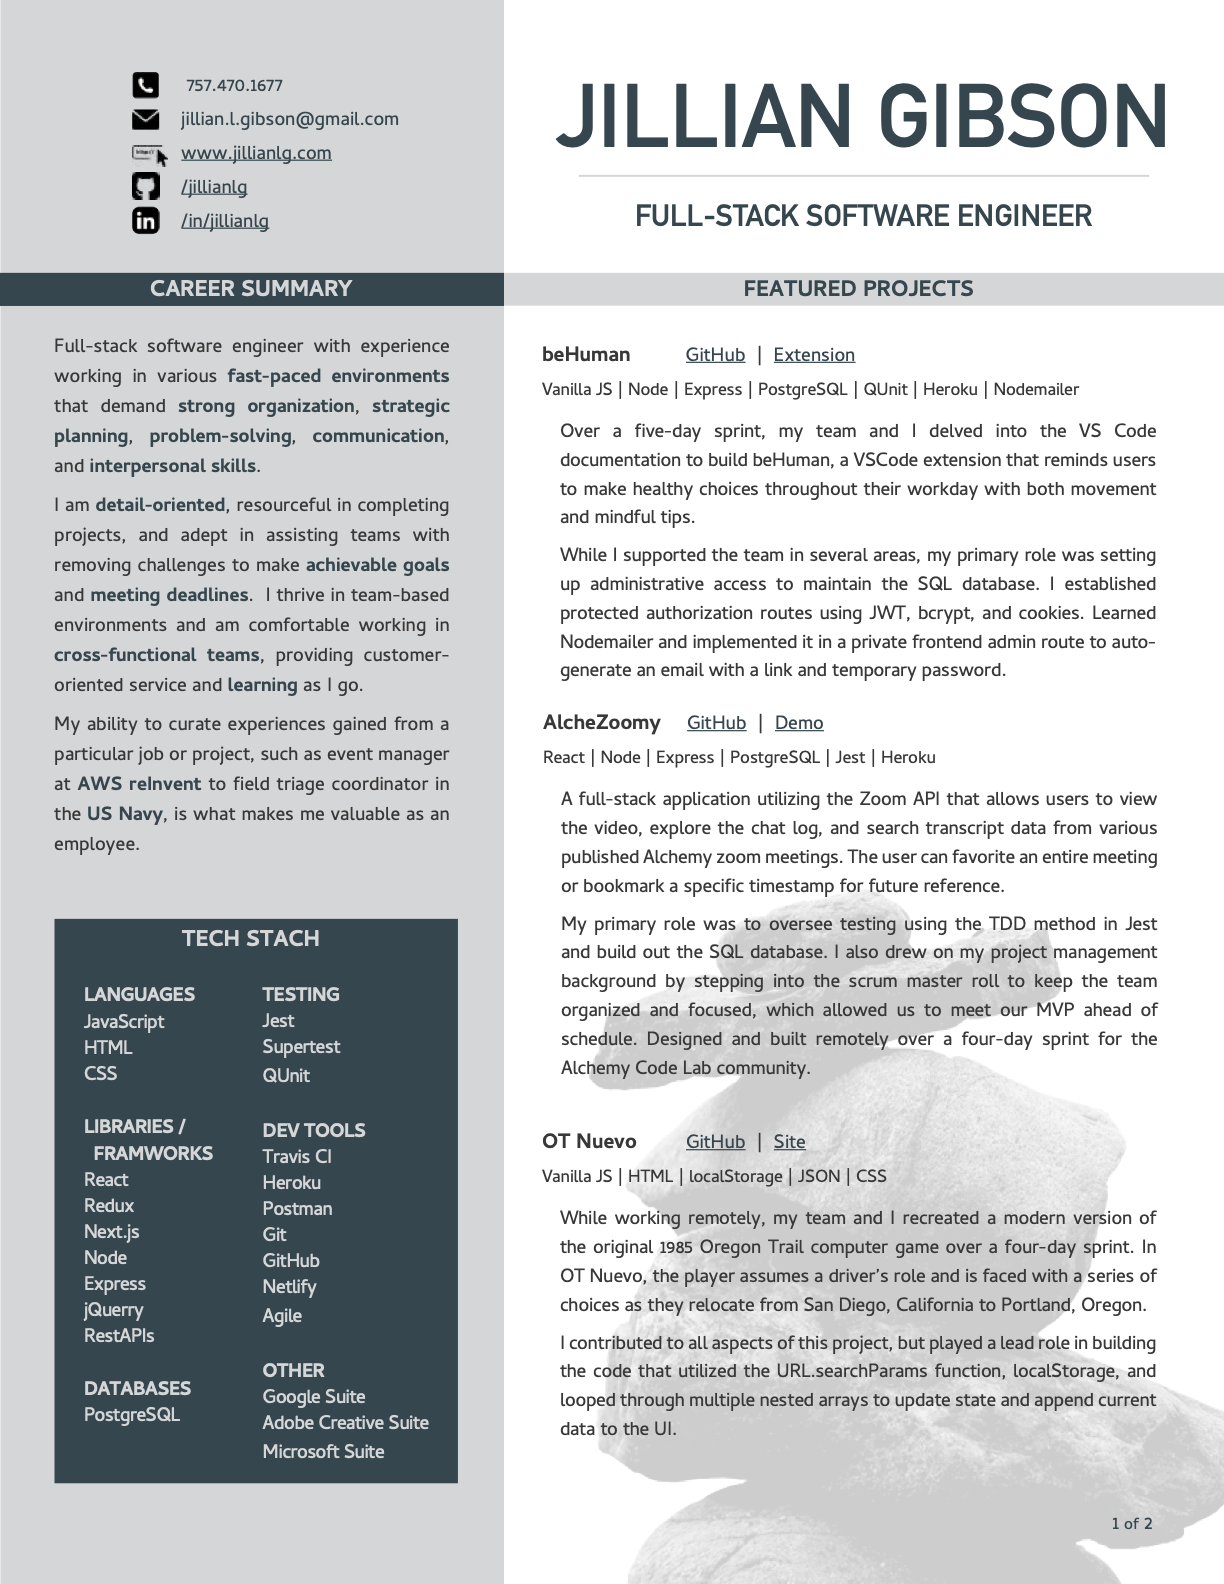 757.470.1677
jillian.l.gibson@gmail.com
www.jillianlg.com
/jillianlg
in
/in/jillianlg
JILLIAN GIBSON
FULL-STACK SOFTWARE ENGINEER
CAREER SUMMARY
Full-stack software engineer with experience
working in various fast-paced environments
that demand strong organization, strategic
planning, problem-solving, communication,
and interpersonal skills.
I am detail-oriented, resourceful in completing
projects, and adept in assisting teams with
removing challenges to make achievable goals
and meeting deadlines. I thrive in team-based
environments and am comfortable working in
cross-functional teams, providing customer-
oriented service and learning as I go.
My ability to curate experiences gained from a
particular job or project, such as event manager
at AWS reInvent to field triage coordinator in
the US Navy, is what makes me valuable as an
employee.
TECH STACH
LANGUAGES
JavaScript
HTML
CSS
LIBRARIES /
FRAMWORKS
React
Redux
Next.js
Node
Express
jQuerry
RestAPIs
DATABASES
PostgreSQL
TESTING
Jest
Supertest
QUnit
DEV TOOLS
Travis CI
Heroku
Postman
Git
GitHub
Netlify
Agile
OTHER
Google Suite
Adobe Creative Suite
Microsoft Suite
FEATURED PROJECTS
beHuman GitHub | Extension
Vanilla JS | Node | Express | PostgreSQL | QUnit | Heroku | Nodemailer
Over a five-day sprint, my team and I delved into the VS Code
documentation to build beHuman, a VSCode extension that reminds users
to make healthy choices throughout their workday with both movement
and mindful tips.
While I supported the team in several areas, my primary role was setting
up administrative access to maintain the SQL database. I established
protected authorization routes using JWT, bcrypt, and cookies. Learned
Nodemailer and implemented it in a private frontend admin route to auto-
generate an email with a link and temporary password.
AlcheZoomy GitHub | Demo
React | Node | Express | PostgreSQL | Jest | Heroku
A full-stack application utilizing the Zoom API that allows users to view
the video, explore the chat log, and search transcript data from various
published Alchemy zoom meetings. The user can favorite an entire meeting
or bookmark a specific timestamp for future reference.
My primary role was to oversee testing using the TDD method in Jest
and build out the SQL database. I also drew on my project management
background by stepping into the scrum master roll to keep the team
organized and focused, which allowed us to meet our MVP ahead of
schedule. Designed and built remotely over a four-day sprint for the
Alchemy Code Lab community.
OT Nuevo GitHub | Site
Vanilla JS | HTML | localStorage | JSON | CSS
While working remotely, my team and I recreated a modern version of
the original 1985 Oregon Trail computer game over a four-day sprint. In
OT Nuevo, the player assumes a driver's role and is faced with a series of
choices as they relocate from San Diego, California to Portland, Oregon.
I contributed to all aspects of this project, but played a lead role in building
the code that utilized the URL.searchParams function, localStorage, and
looped through multiple nested arrays to update state and append current
data to the UI.
1 of 2